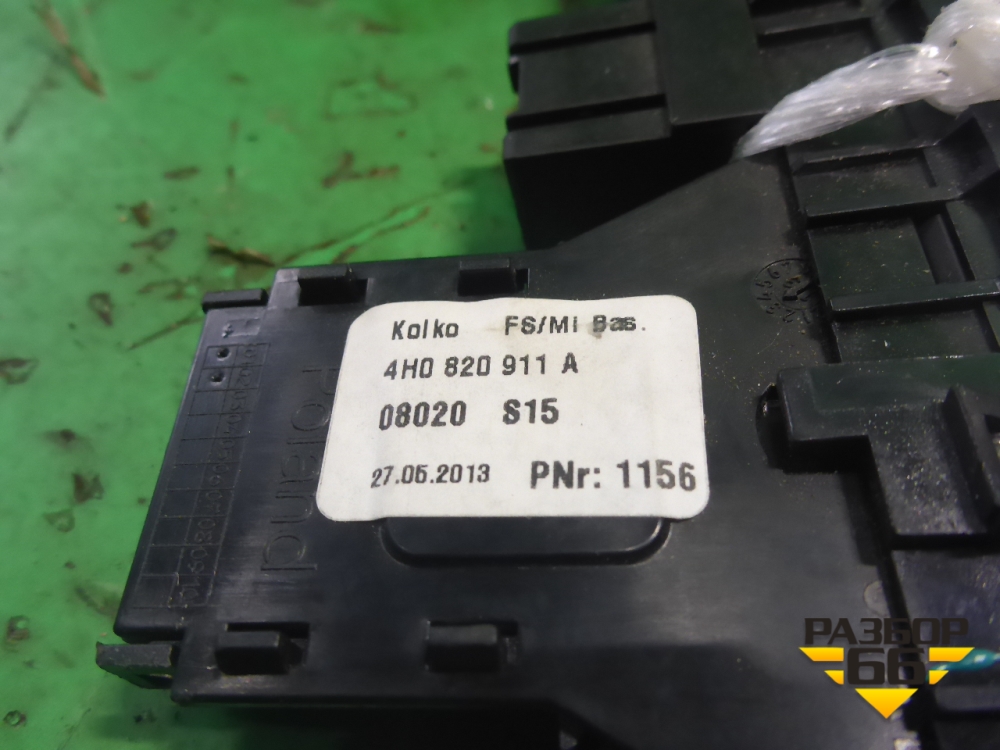 Kolko FS/MI Bas.
4H0 820 911 A
08020 S15
27.05.2013 PNr: 1156
Poland
РАЗБОР
66